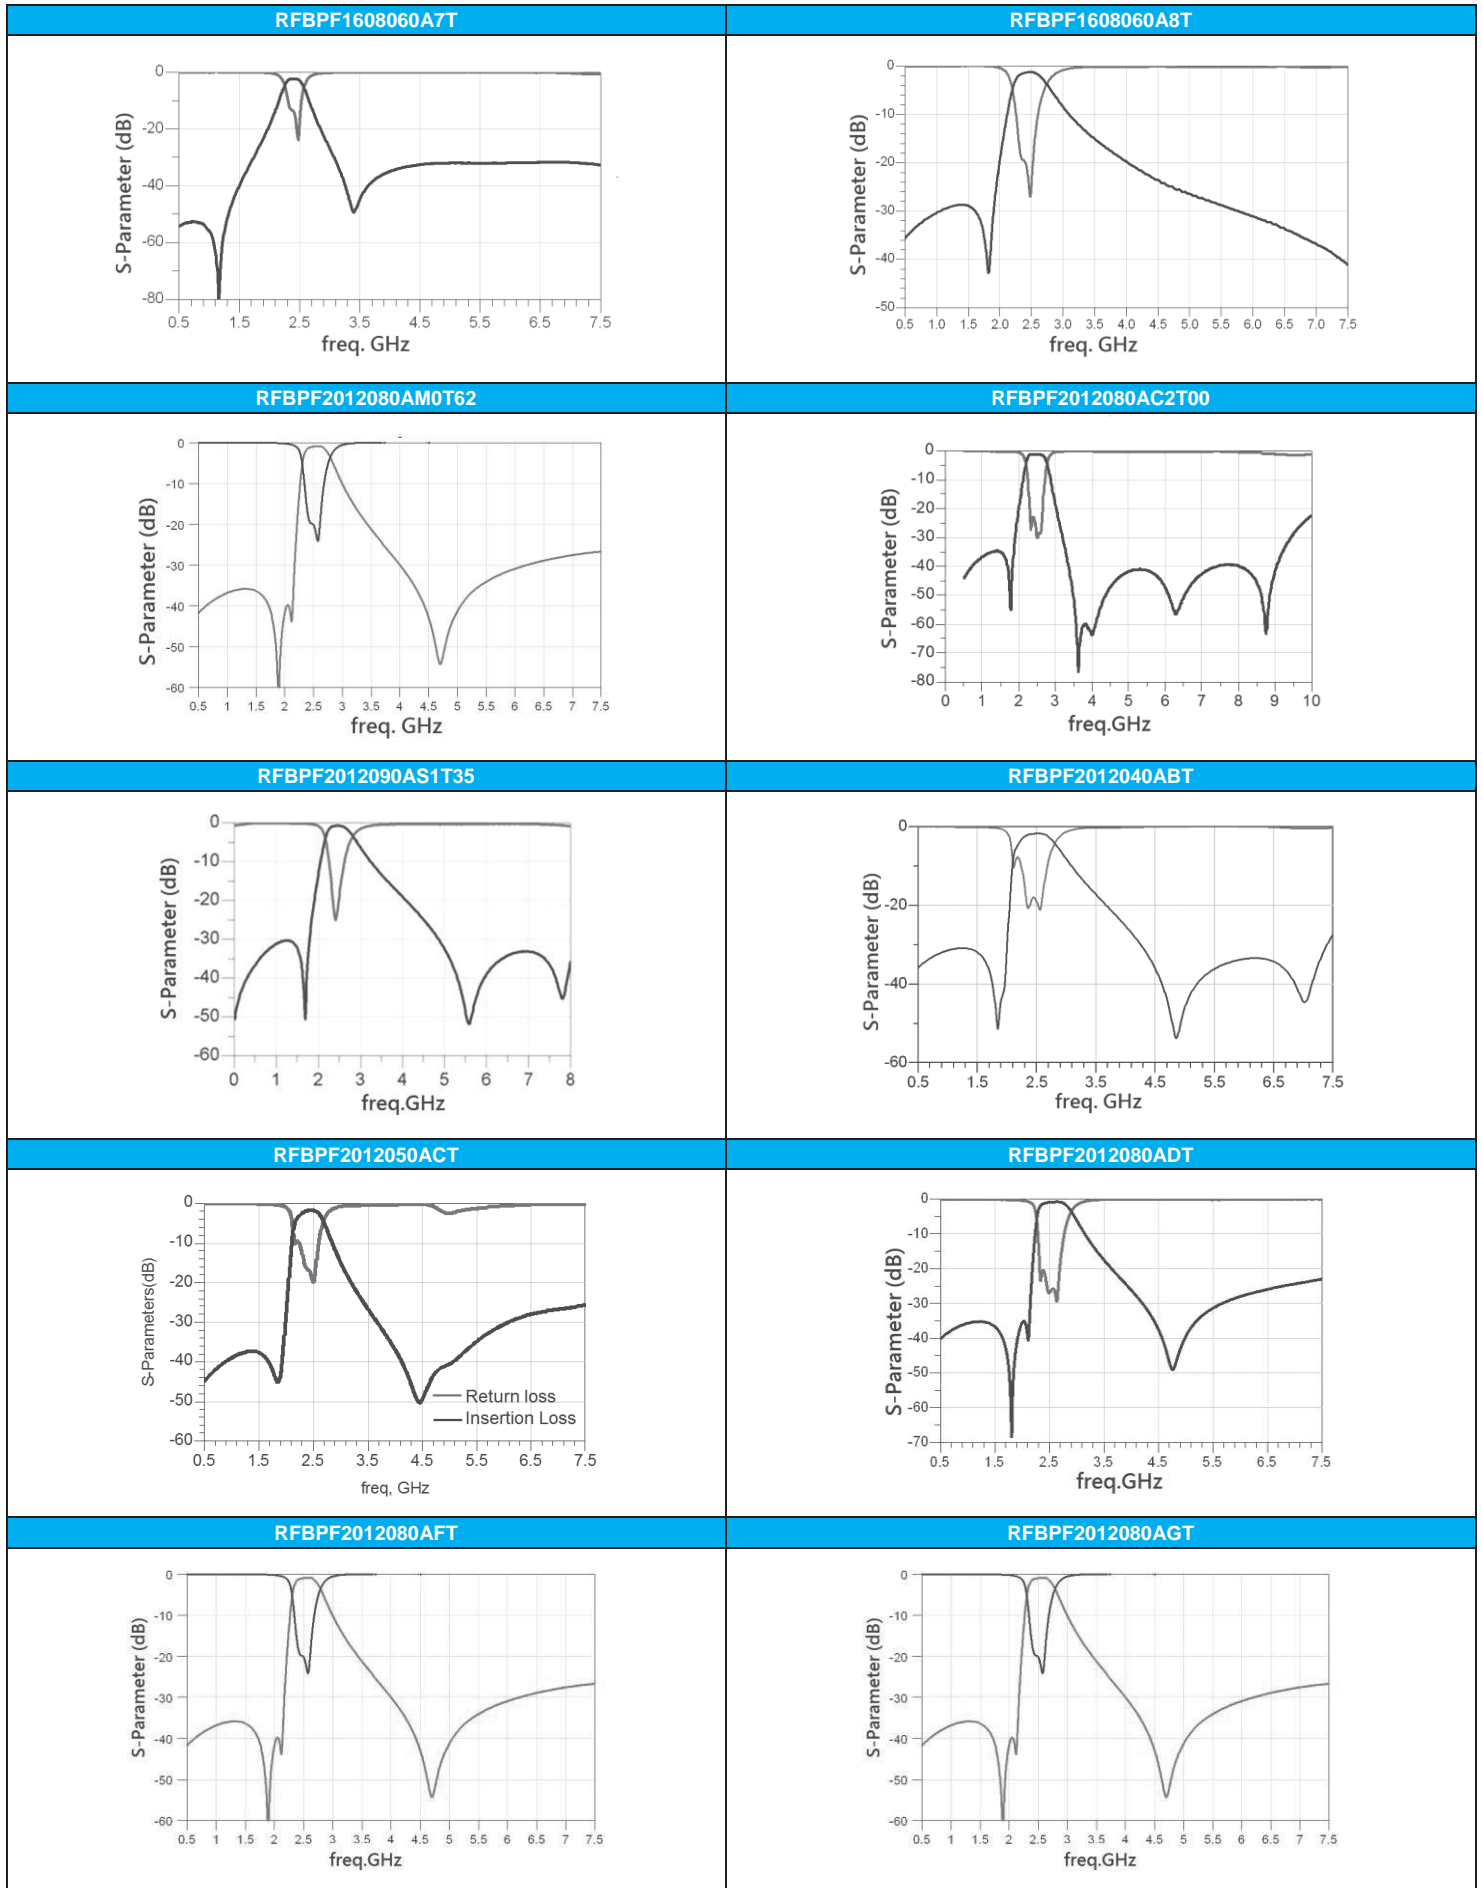 RFBPF1608060A7T
RFBPF1608060A8T
S-Parameter (dB)
0
-20
-40
-60
-80
0.5 1.5 2.5 3.5 4.5 5.5 6.5 7.5
freq. GHz
S-Parameter (dB)
0
-10
-20
-30
-40
-50
0.5 1.0 1.5 2.0 2.5 3.0 3.5 4.0 4.5 5.0 5.5 6.0 6.5 7.0 7.5
freq. GHz
RFBPF2012080AM0T62
RFBPF2012080AC2T00
S-Parameter (dB)
0
-10
-20
-30
-40
-50
-60
0.5 1 1.5 2 2.5 3 3.5 4 4.5 5 5.5 6 6.5 7 7.5
freq. GHz
S-Parameter (dB)
0
-10
-20
-30
-40
-50
-60
-70
-80
0 1 2 3 4 5 6 7 8 9 10
freq.GHz
RFBPF2012090AS1T35
RFBPF2012040ABT
S-Parameter (dB)
0
-10
-20
-30
-40
-50
-60
0 1 2 3 4 5 6 7 8
freq.GHz
S-Parameter (dB)
0
-20
-40
-60
0.5 1.5 2.5 3.5 4.5 5.5 6.5 7.5
freq. GHz
RFBPF2012050ACT
RFBPF2012080ADT
S-Parameters(dB)
0
-10
-20
-30
-40
-50
-60
Return loss
Insertion Loss
0.5 1.5 2.5 3.5 4.5 5.5 6.5 7.5
freq, GHz
S-Parameter (dB)
0
-10
-20
-30
-40
-50
-60
-70
0.5 1.5 2.5 3.5 4.5 5.5 6.5 7.5
freq.GHz
RFBPF2012080AFT
RFBPF2012080AGT
S-Parameter (dB)
0
-10
-20
-30
-40
-50
-60
0.5 1 1.5 2 2.5 3 3.5 4 4.5 5 5.5 6 6.5 7 7.5
freq.GHz
S-Parameter (dB)
0
-10
-20
-30
-40
-50
-60
0.5 1 1.5 2 2.5 3 3.5 4 4.5 5 5.5 6 6.5 7 7.5
freq.GHz